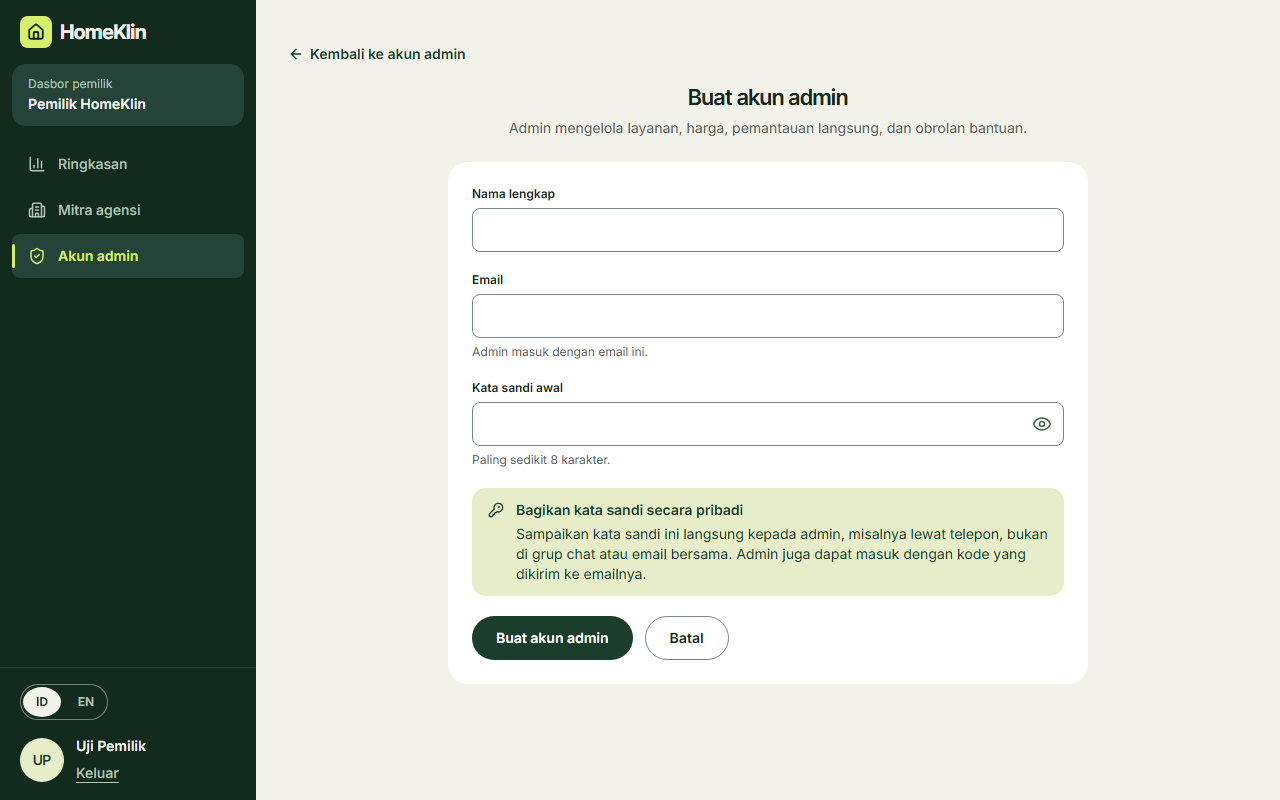 HomeKlin
Dasbor pemilik
Pemilik HomeKlin
Ringkasan
Mitra agensi
Akun admin
ID
EN
UP
Uji Pemilik
Keluar
Kembali ke akun admin
Buat akun admin
Admin mengelola layanan, harga, pemantauan langsung, dan obrolan bantuan.
Nama lengkap
Email
Admin masuk dengan email ini.
Kata sandi awal
Paling sedikit 8 karakter.
Bagikan kata sandi secara pribadi
Sampaikan kata sandi ini langsung kepada admin, misalnya lewat telepon, bukan
di grup chat atau email bersama. Admin juga dapat masuk dengan kode yang
dikirim ke emailnya.
Buat akun admin
Batal